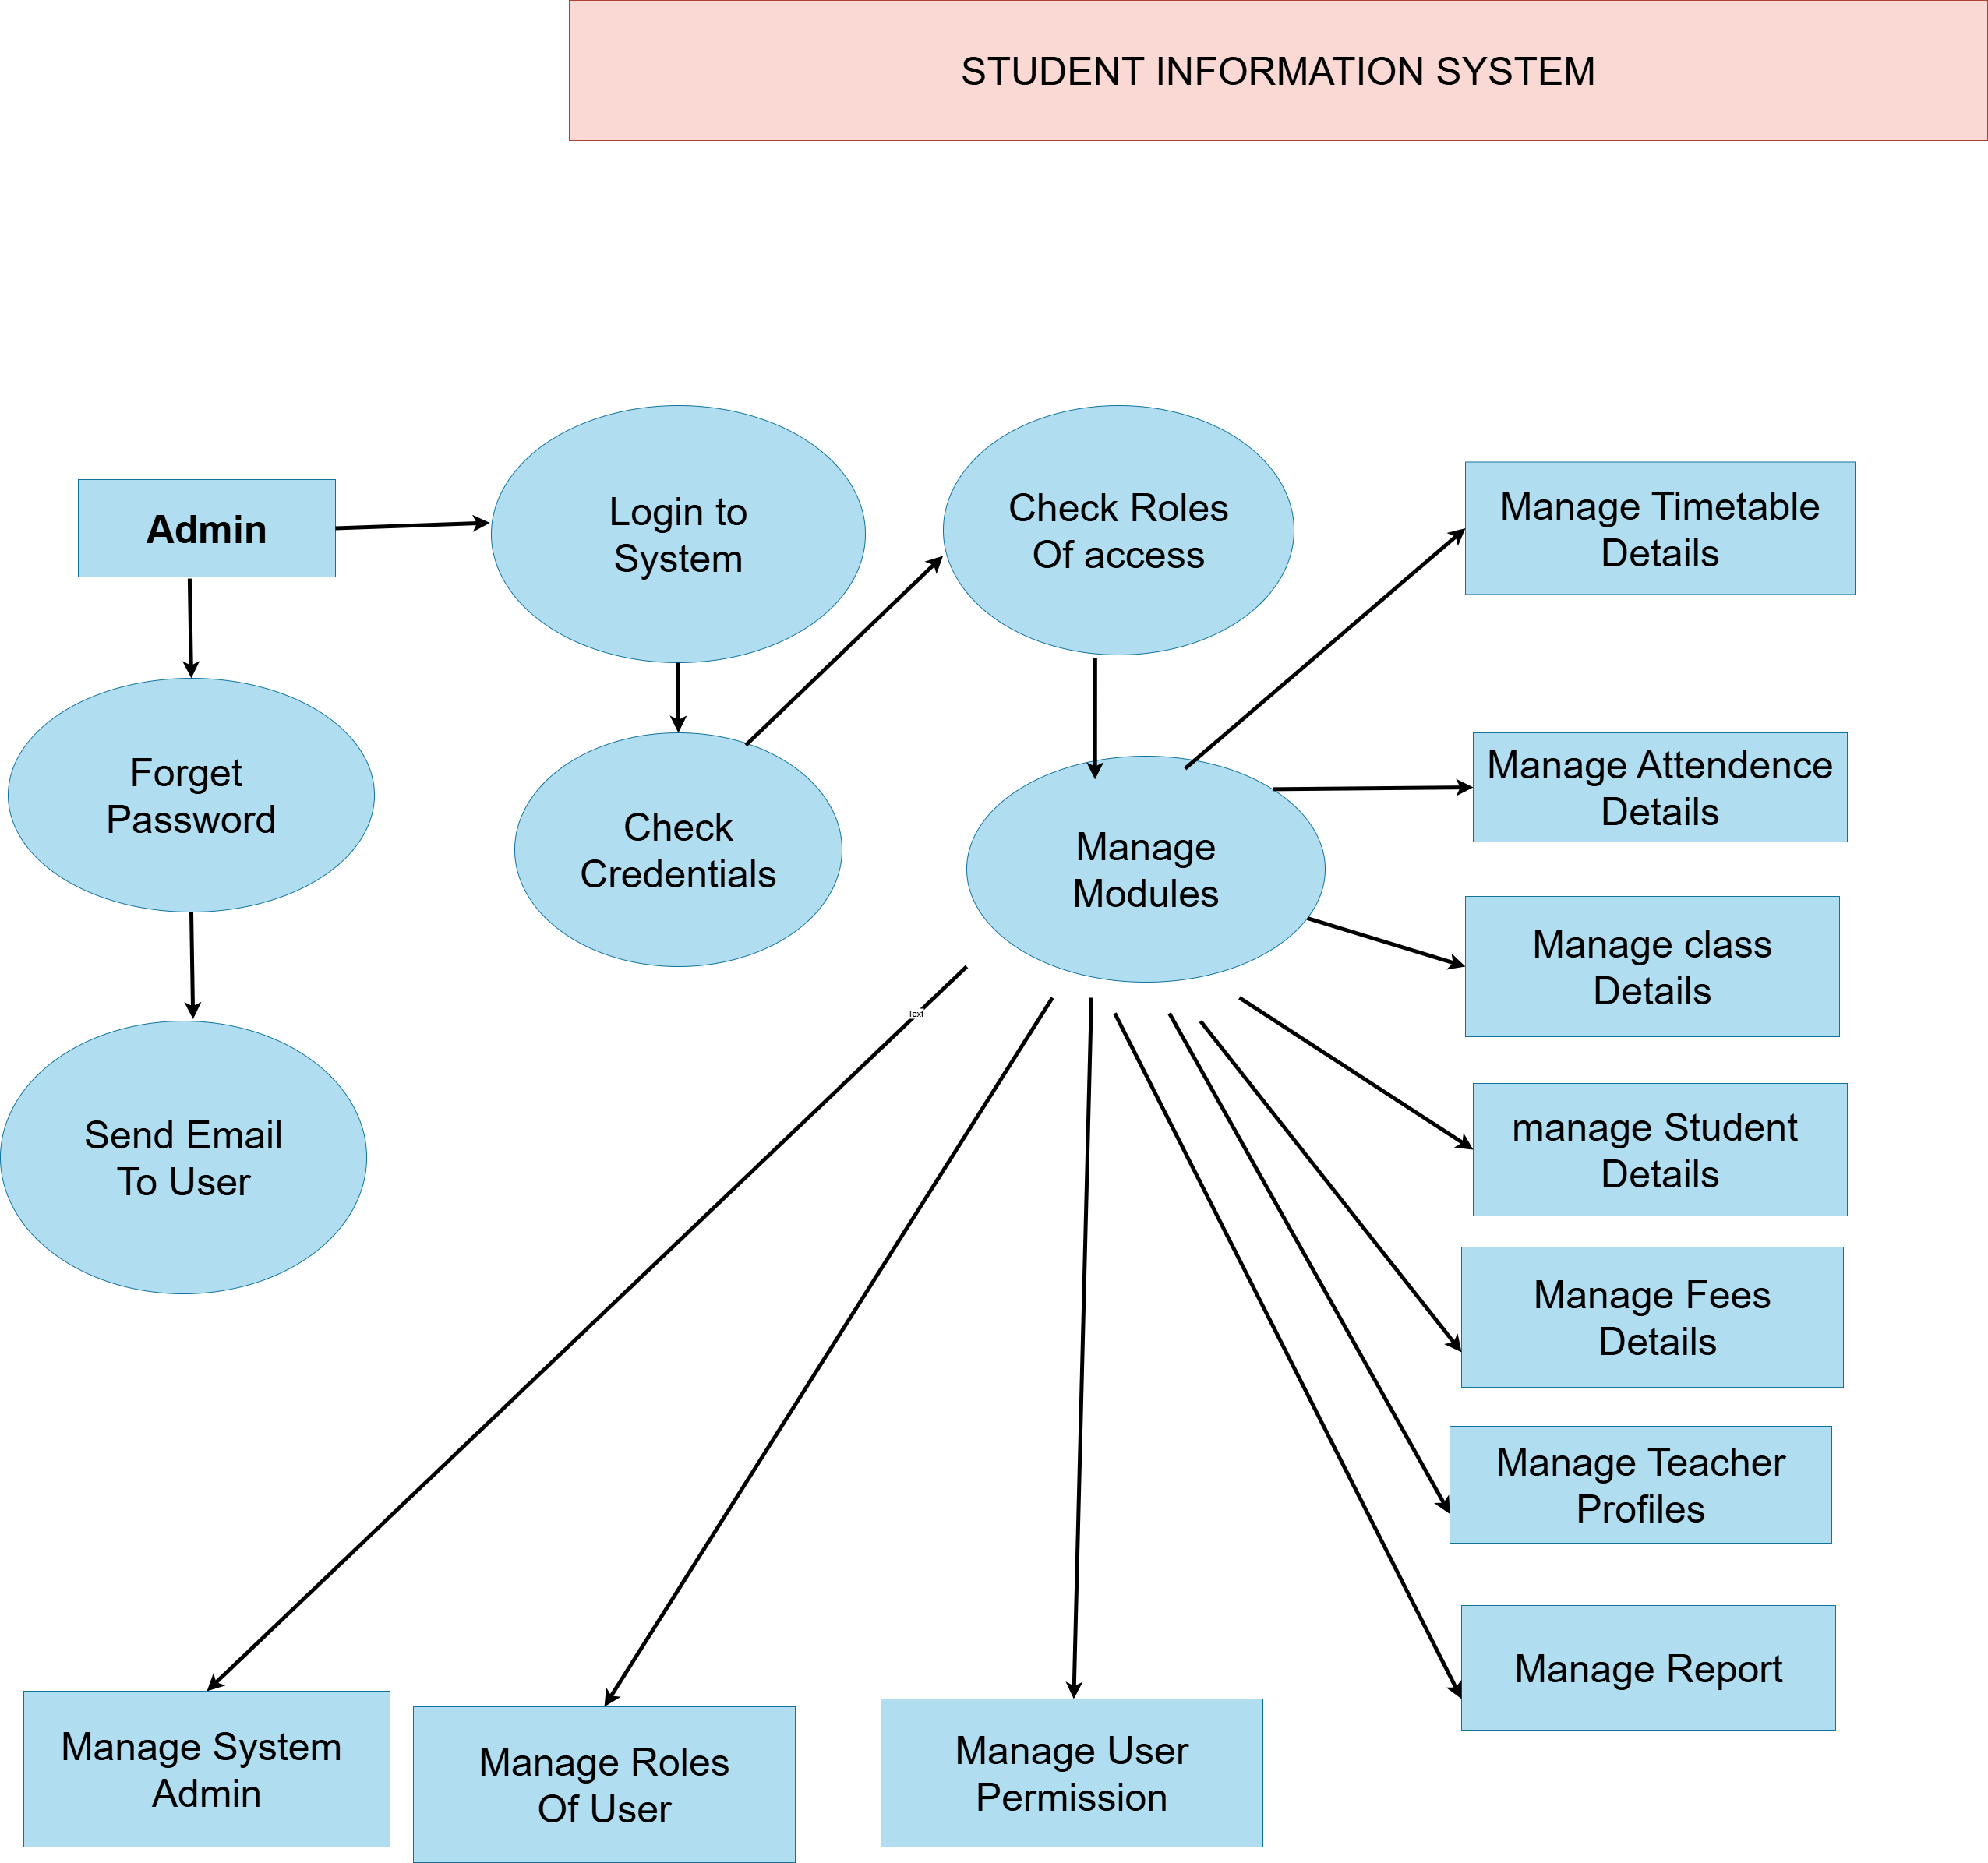 STUDENT INFORMATION SYSTEM
Admin
Login to
System
Check Roles
Of access
Manage Timetable
Details
Forget
Password
Check
Credentials
Manage
Modules
Manage Attendence
Details
Manage class
Details
Text
Send Email
To User
manage Student
Details
Manage Fees
Details
Manage Teacher
Profiles
Manage Report
Manage System
Admin
Manage Roles
Of User
Manage User
Permission